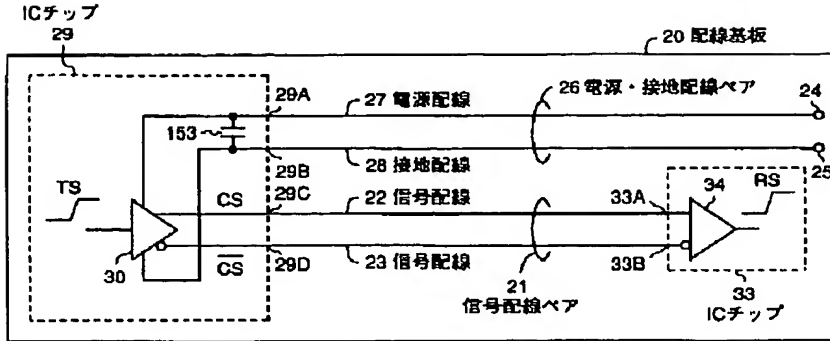 ICチップ
29
20 配線基板
29A
27 電源配線
26 電源・接地配線ペア
24
153
29B
28 接地配線
25
TS
CS
29C
22 信号配線
33A
34
RS
30
CS
29D
23 信号配線
33B
21
信号配線ペア
33
ICチップ